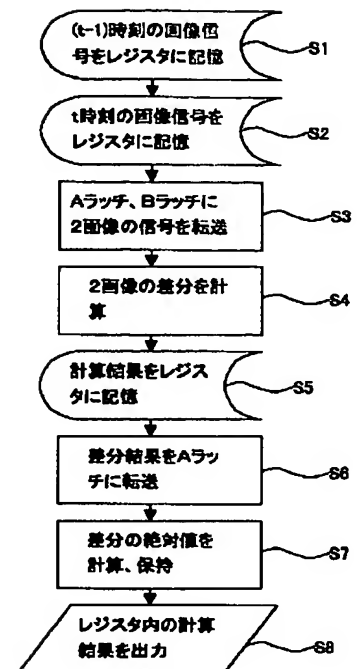 (t-1)時刻の画像信
号をレジスタに記憶
S1
t時刻の画像信号を
レジスタに記憶
S2
Aラッチ、Bラッチに
2画像の信号を転送
S3
2画像の差分を計
算
S4
計算結果をレジス
タに記憶
S5
差分結果をAラッ
チに転送
S6
差分の絶対値を
計算、保持
S7
レジスタ内の計算
結果を出力
S8